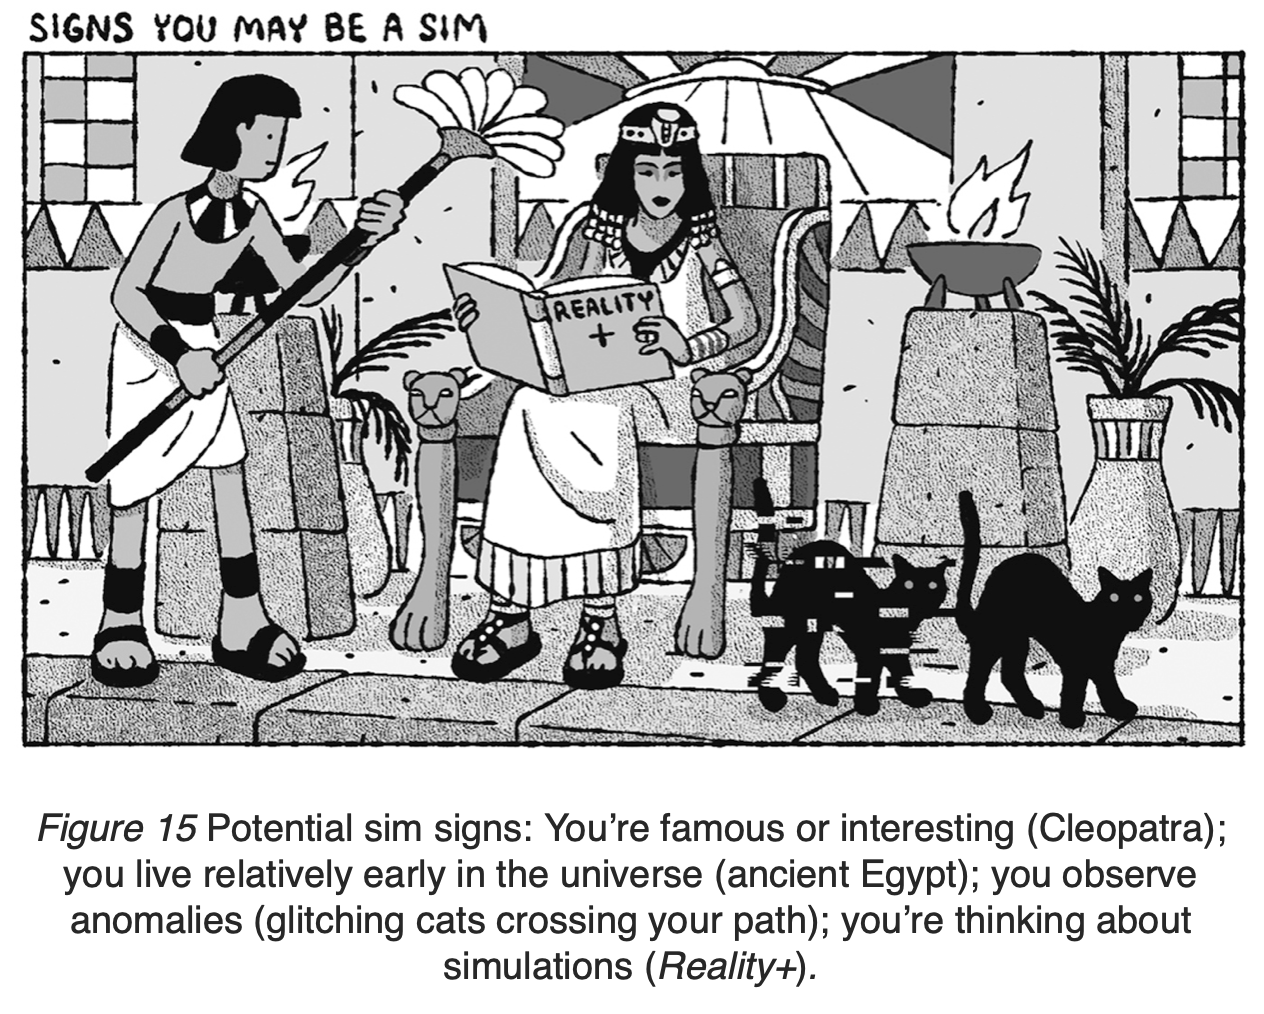 SIGNS YOU MAY BE A SIM
REALITY
+
Figure 15 Potential sim signs: You’re famous or interesting (Cleopatra);
you live relatively early in the universe (ancient Egypt); you observe
anomalies (glitching cats crossing your path); you’re thinking about
simulations (Reality+).